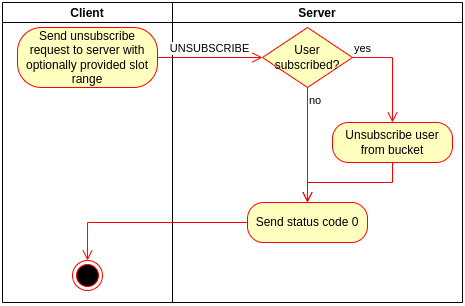 Client
Server
Send unsubscribe
request to server with
optionally provided slot
range
UNSUBSCRIBE
User
subscribed?
yes
no
Unsubscribe user
from bucket
Send status code 0